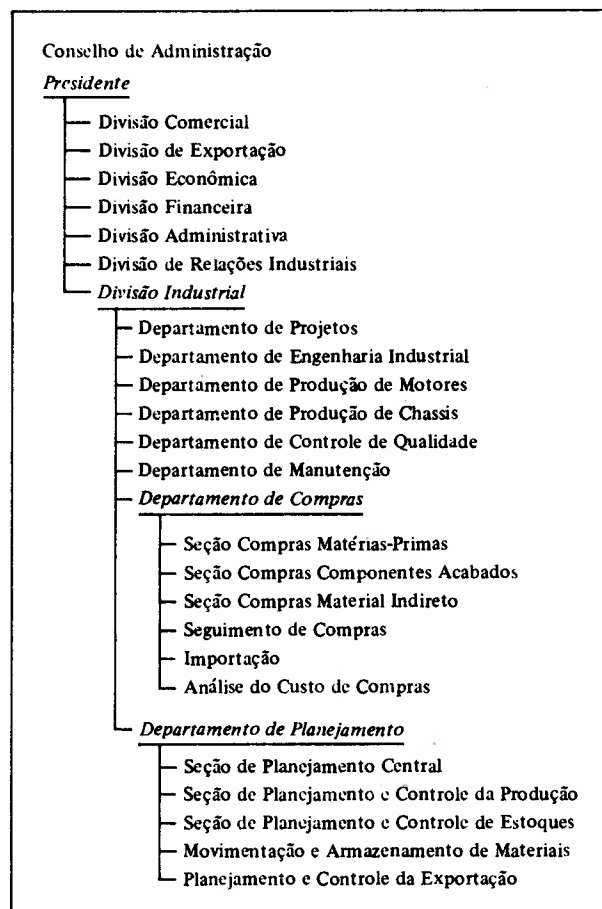 Conselho de Administração
Presidente
Divisão Comercial
Divisão de Exportação
Divisão Econômica
Divisão Financeira
Divisão Administrativa
Divisão de Relações Industriais
Divisão Industrial
Departamento de Projetos
Departamento de Engenharia Industrial
Departamento de Produção de Motores
Departamento de Produção de Chassis
Departamento de Controle de Qualidade
Departamento de Manutenção
Departamento de Compras
Seção Compras Matérias-Primas
Seção Compras Componentes Acabados
Seção Compras Material Indireto
Seguimento de Compras
Importação
Análise do Custo de Compras
Departamento de Planejamento
Seção de Planejamento Central
Seção de Planejamento e Controle da Produção
Seção de Planejamento e Controle de Estoques
Movimentação e Armazenamento de Materiais
Planejamento e Controle da Exportação